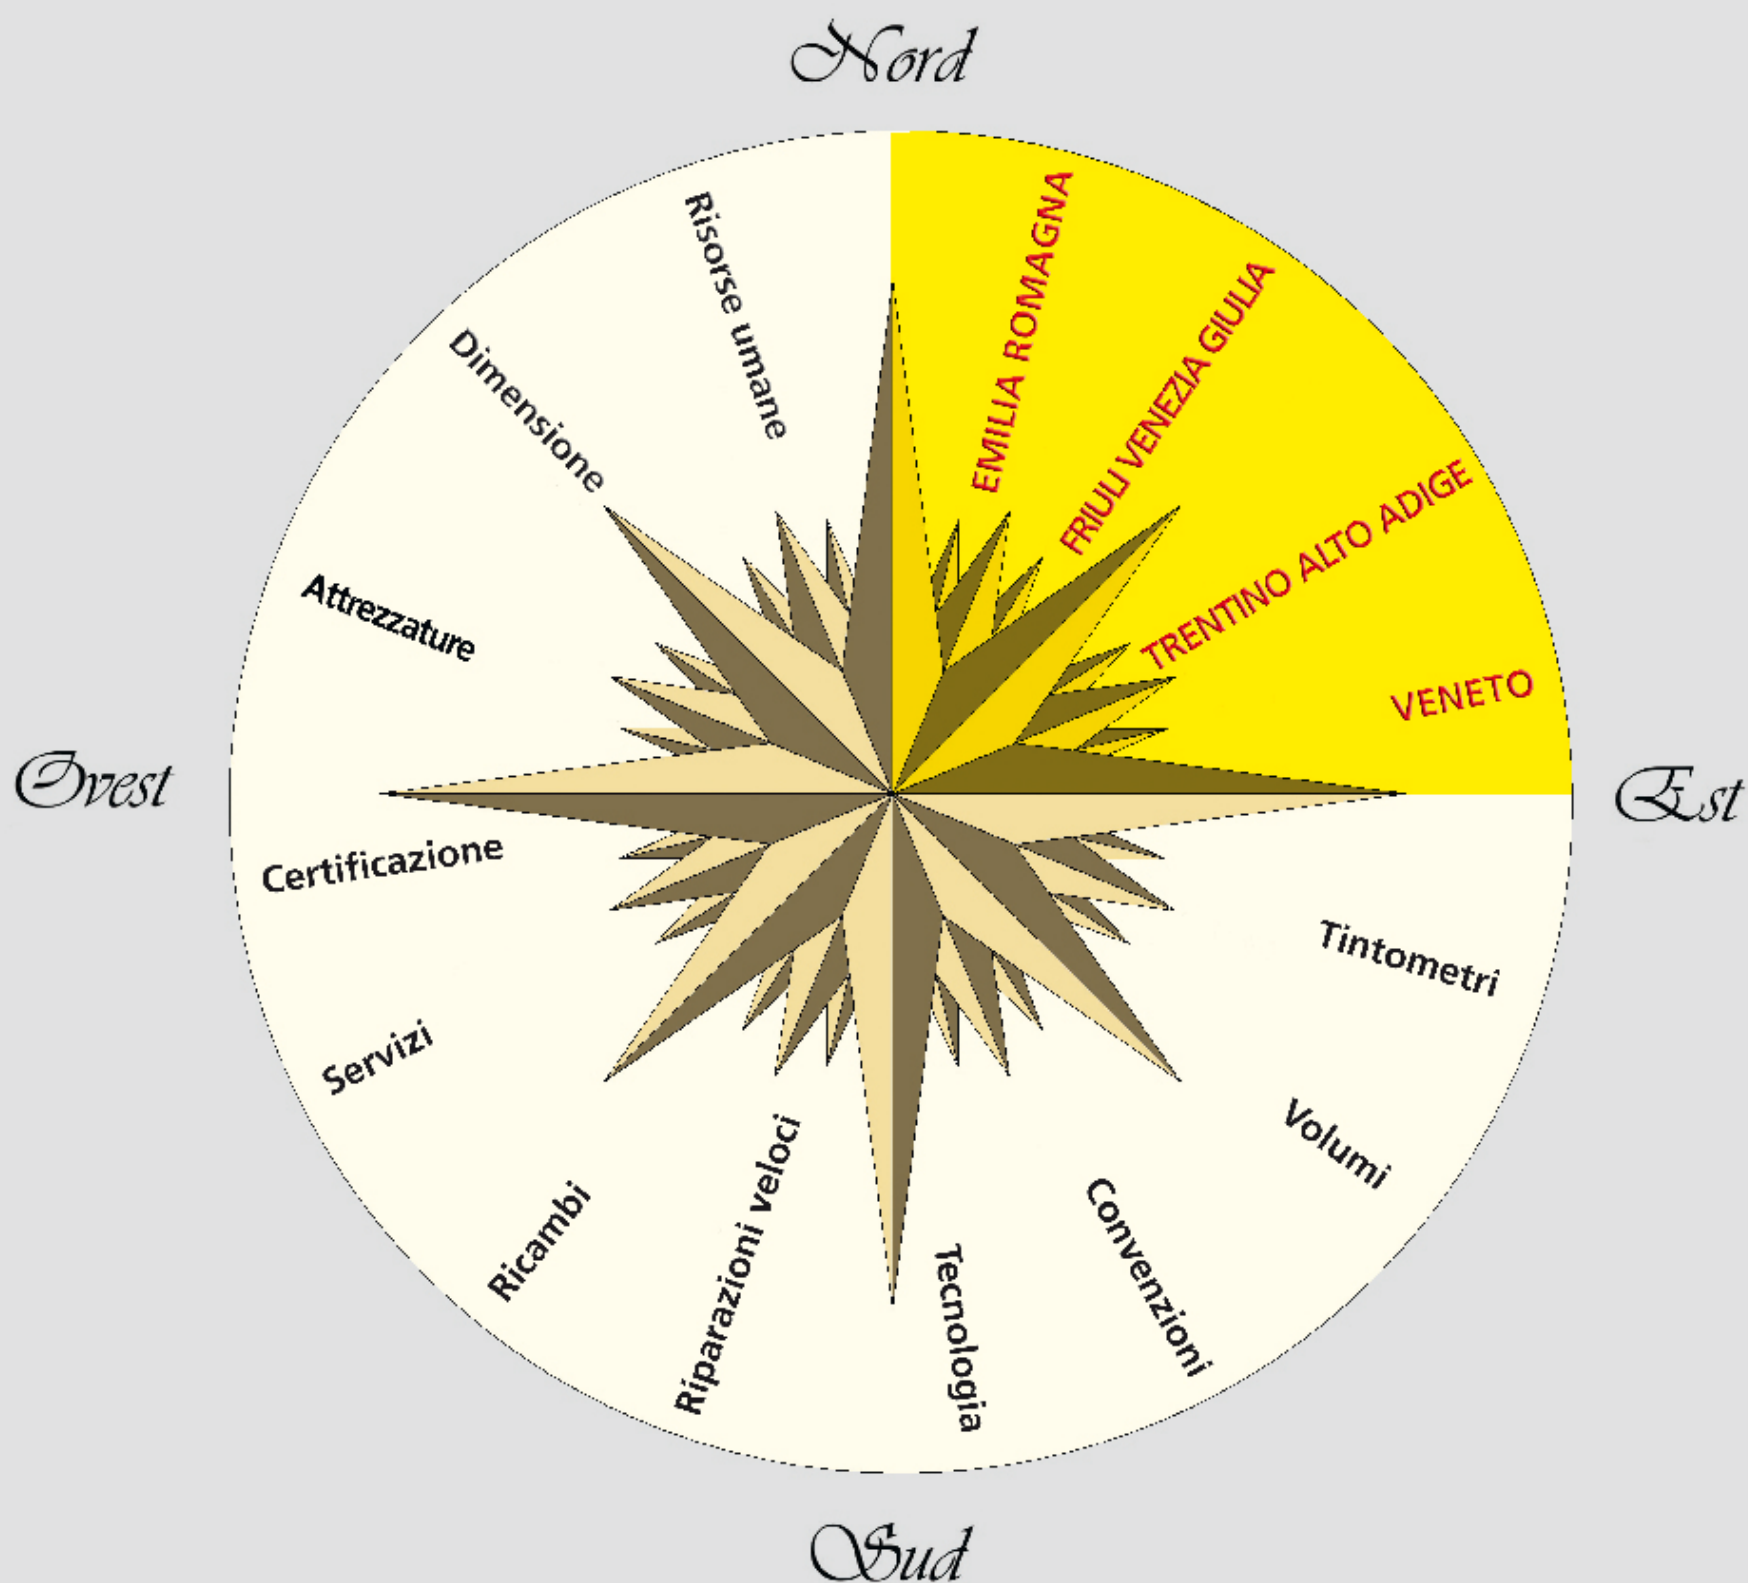 Nord
EMILIA ROMAGNA
FRIULI VENEZIA GIULIA
TRENTINO ALTO ADIGE
VENETO
Est
Tintometri
Volumi
Convenzioni
Tecnologia
Sud
Riparazioni veloci
Ricambi
Servizi
Certificazione
Ovest
Attrezzature
Dimensione
Risorse umane